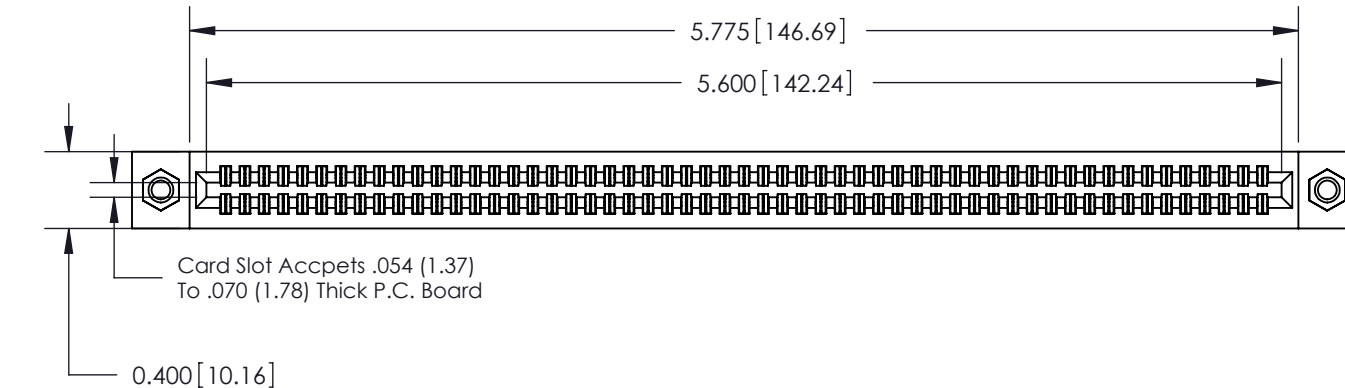 5.775[146.69]
5.600[142.24]
Card Slot Accpets .054 (1.37)
To .070 (1.78) Thick P.C. Board
0.400[10.16]